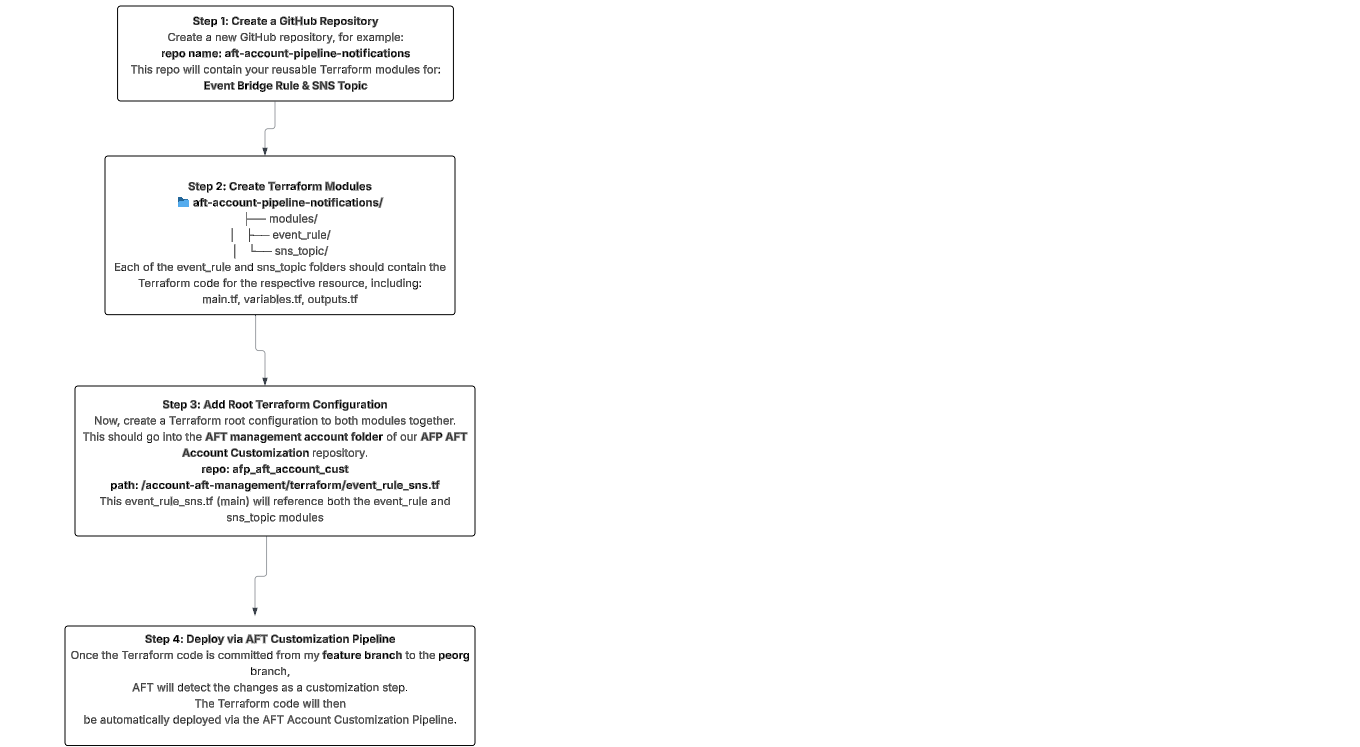 Step 1: Create a GitHub Repository
Create a new GitHub repository, for example:
repo name: aft-account-pipeline-notifications
This repo will contain your reusable Terraform modules for:
Event Bridge Rule & SNS Topic
Step 2: Create Terraform Modules
aft-account-pipeline-notifications/
├── modules/
│ ├── event_rule/
│ └── sns_topic/
Each of the event_rule and sns_topic folders should contain the
Terraform code for the respective resource, including:
main.tf, variables.tf, outputs.tf
Step 3: Add Root Terraform Configuration
Now, create a Terraform root configuration to both modules together.
This should go into the AFT management account folder of our AFP AFT
Account Customization repository.
repo: afp_aft_account_cust
path: /account-aft-management/terraform/event_rule_sns.tf
This event_rule_sns.tf (main) will reference both the event_rule and
sns_topic modules
Step 4: Deploy via AFT Customization Pipeline
Once the Terraform code is committed from my feature branch to the peorg
branch,
AFT will detect the changes as a customization step.
The Terraform code will then
be automatically deployed via the AFT Account Customization Pipeline.